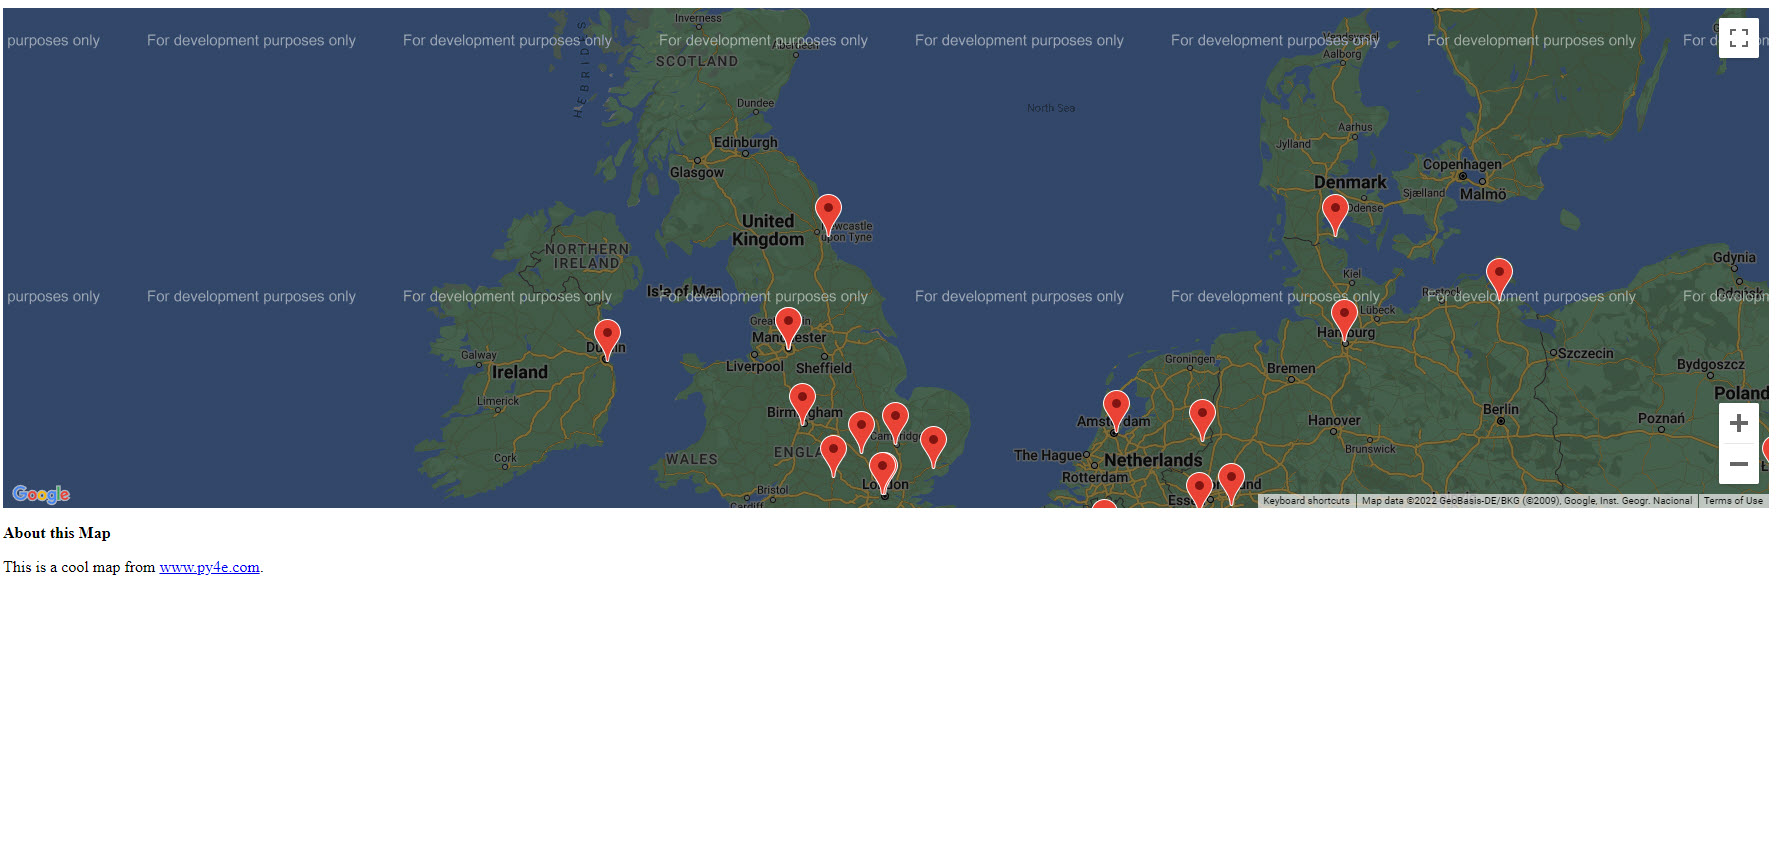 Inverness
purposes only
For development purposes only
For development purposes only
For development purposes only
For development purposes only
For development purposes only
For development purposes only
Aalborg
SCOTLAND
HEBRIDES
Dundee
North Sea
Aarhus
Edinburgh
Jylland
Glasgow
Copenhagen
Denmark
Sjælland
Malmö
Odense
United
Kingdom
Newcastle
upon Tyne
NORTHERN
IRELAND
Gdynia
Kiel
Isle of Man
purposes only
For development purposes only
For development purposes only
For development purposes only
For development purposes only
For development purposes only
For development purposes only
Rostock
Gdańsk
Lübeck
Manchester
Hamburg
Dublin
Galway
Liverpool
Sheffield
Groningen
Szczecin
Ireland
Bremen
Bydgoszcz
Poland
Limerick
Birmingham
Amsterdam
Hanover
Berlin
Poznań
Cambridge
Brunswick
Cork
WALES
The Hague
Netherlands
Rotterdam
London
Bristol
Cardiff
Google
Keyboard shortcuts
Map data ©2022 GeoBasis-DE/BKG (©2009), Google, Inst. Geogr. Nacional
Terms of Use
About this Map
This is a cool map from www.py4e.com.